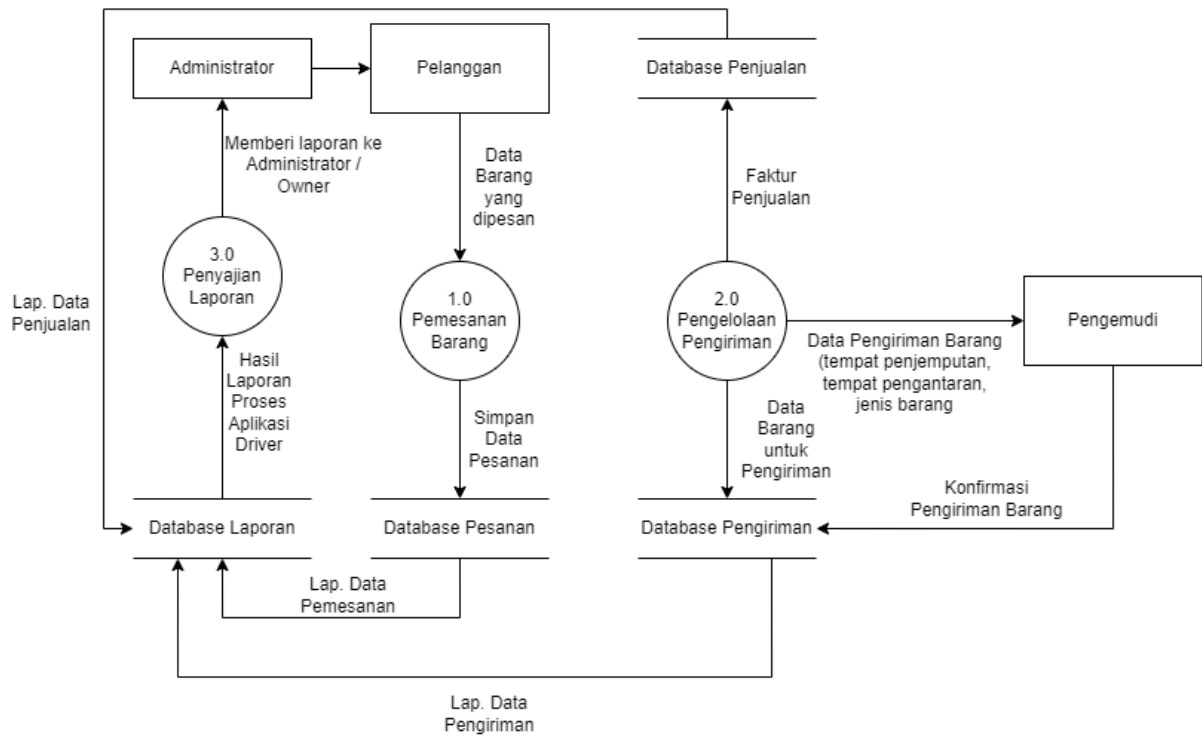 Administrator
Pelanggan
Database Penjualan
Memberi laporan ke
Administrator /
Owner
Data
Barang
yang
dipesan
Faktur
Penjualan
3.0
Penyajian
Laporan
1.0
Pemesanan
Barang
2.0
Pengelolaan
Pengiriman
Pengemudi
Lap. Data
Penjualan
Data Pengiriman Barang
(tempat penjemputan,
tempat pengantaran,
jenis barang
Hasil
Laporan
Proses
Aplikasi
Driver
Simpan
Data
Pesanan
Data
Barang
untuk
Pengiriman
Konfirmasi
Pengiriman Barang
Database Laporan
Database Pesanan
Database Pengiriman
Lap. Data
Pemesanan
Lap. Data
Pengiriman